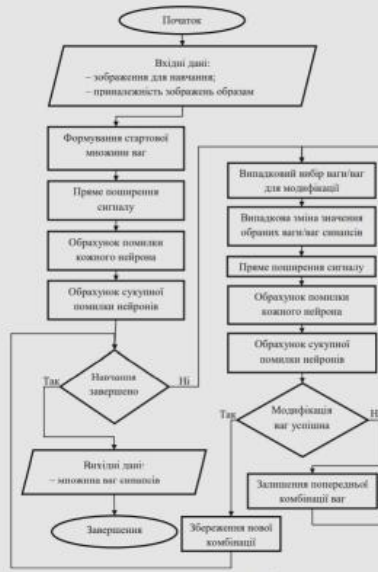 Початок
Вхідні дані:
– зображення для навчання;
– приналежність зображень образам
Формування стартової
множини ваг
Пряме поширення
сигналу
Обрахунок помилки
кожного нейрона
Обрахунок сукупної
помилки нейронів
Навчання
завершено
Так
Ні
Вихідні дані:
– множина ваг синапсів
Завершення
Випадковий вибір ваги/ваг
для модифікації
Випадкова зміна значення
обраних ваги/ваг синапсів
Пряме поширення сигналу
Обрахунок помилки
кожного нейрона
Обрахунок сукупної
помилки нейронів
Модифікація
ваг успішна
Так
Залишення попередньої
комбінації ваг
Збереження нової
комбінації